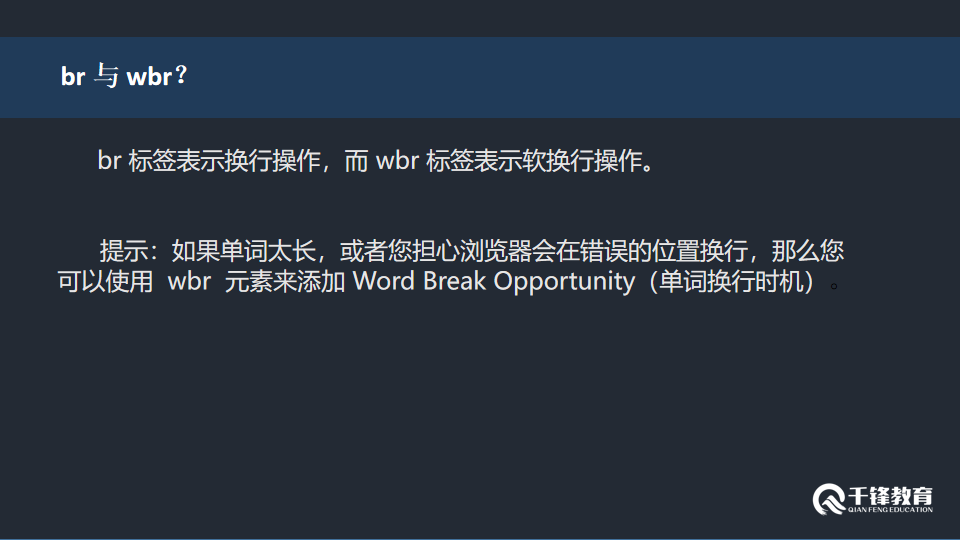 br 与 wbr？
br 标签表示换行操作，而 wbr 标签表示软换行操作。
提示：如果单词太长，或者您担心浏览器会在错误的位置换行，那么您
可以使用 wbr 元素来添加 Word Break Opportunity（单词换行时机）。
千锋教育
QIAN FENG EDUCATION